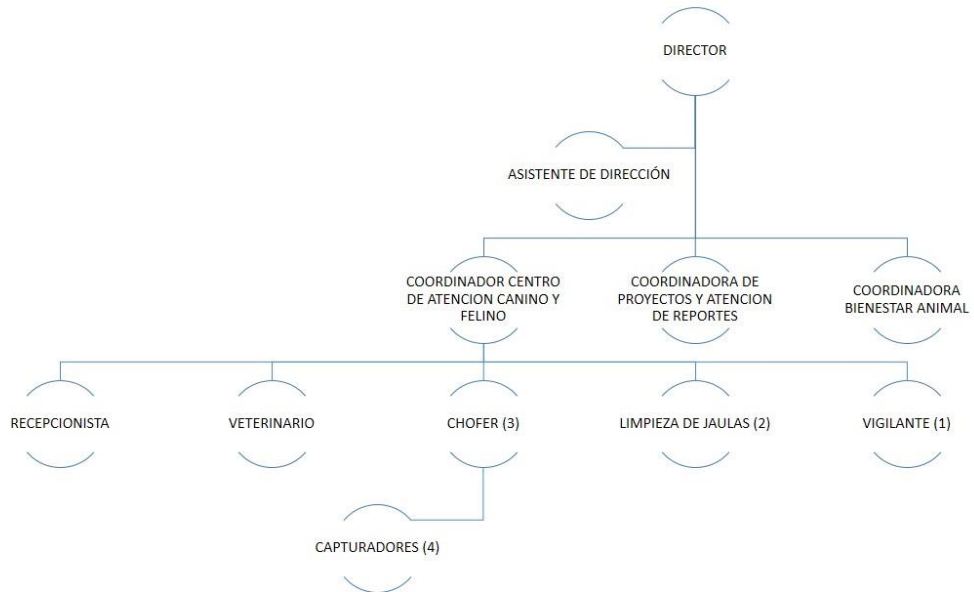 DIRECTOR
ASISTENTE DE DIRECCIÓN
COORDINADOR CENTRO
DE ATENCION CANINO Y
FELINO
COORDINADORA DE
PROYECTOS Y ATENCION
DE REPORTES
COORDINADORA
BIENESTAR ANIMAL
RECEPCIONISTA
VETERINARIO
CHOFER (3)
LIMPIEZA DE JAULAS (2)
VIGILANTE (1)
CAPTURADORES (4)